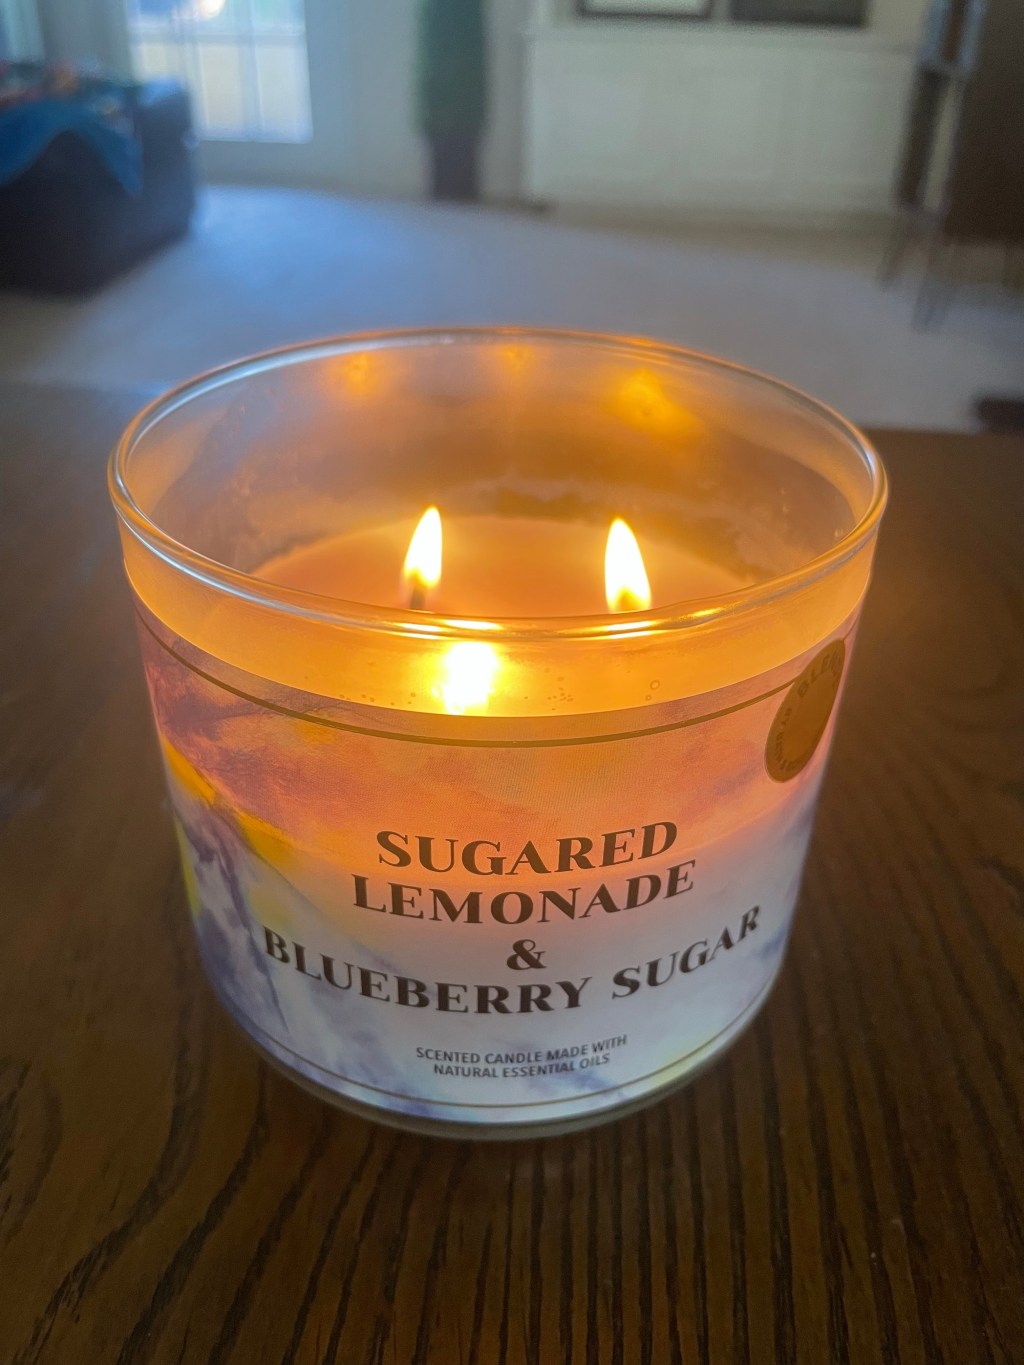 SUGARED
LEMONADE
&
BLUEBERRY SUGAR
SCENTED CANDLE MADE WITH
NATURAL ESSENTIAL OILS